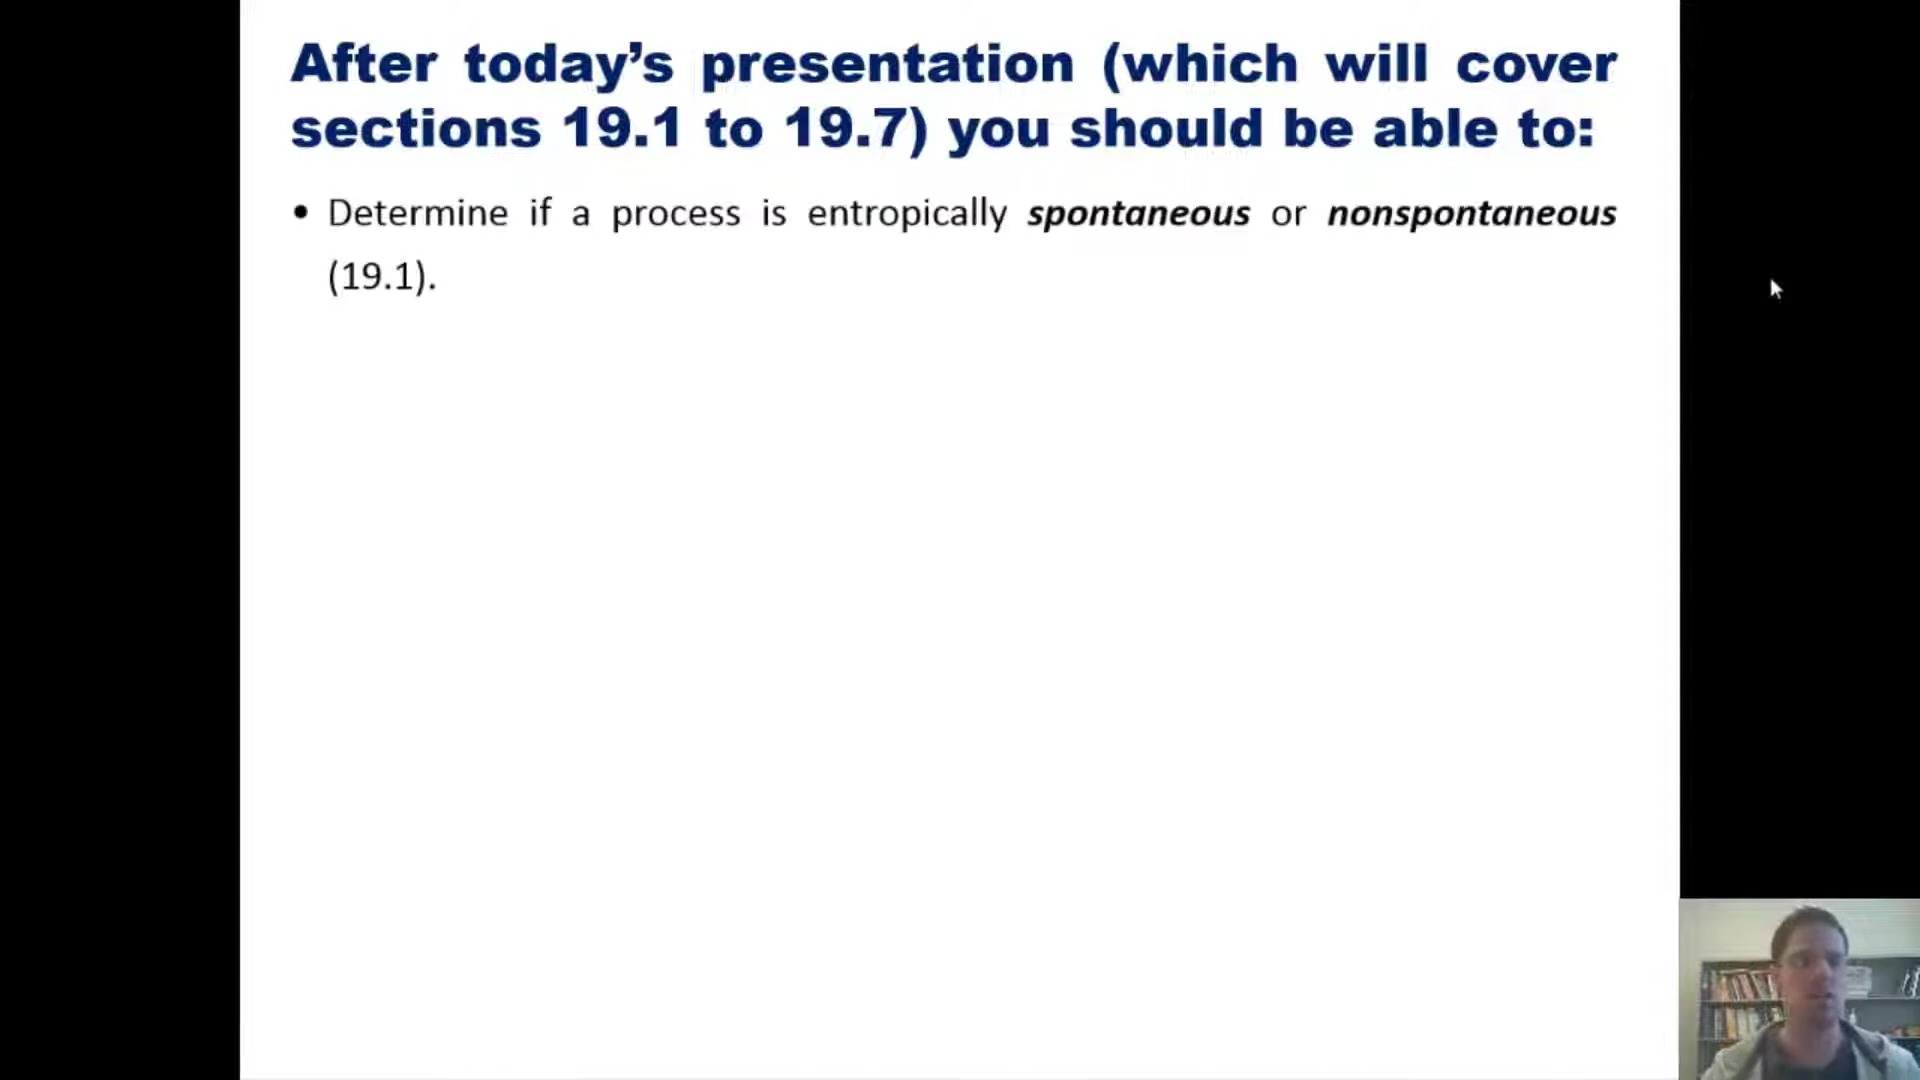 After today’s presentation (which will cover
sections 19.1 to 19.7) you should be able to:
• Determine if a process is entropically spontaneous or nonspontaneous
(19.1).